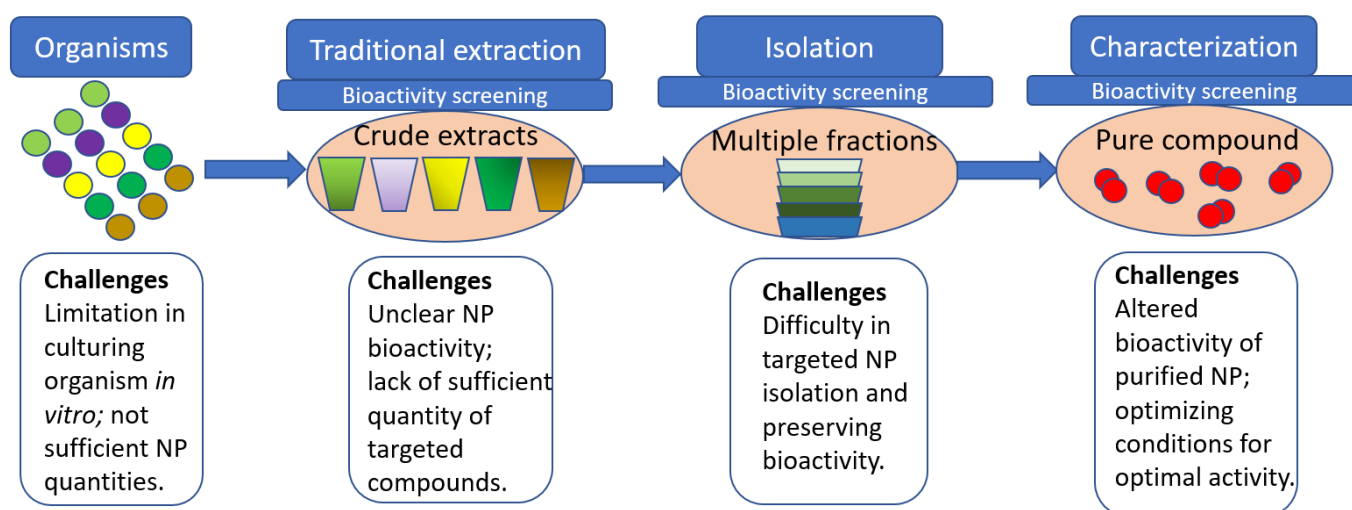 Organisms
Traditional extraction
Isolation
Characterization
Bioactivity screening
Bioactivity screening
Bioactivity screening
Crude extracts
Multiple fractions
Pure compound
Challenges
Limitation in
culturing
organism in
vitro; not
sufficient NP
quantities.
Challenges
Unclear NP
bioactivity;
lack of sufficient
quantity of
targeted
compounds.
Challenges
Difficulty in
targeted NP
isolation and
preserving
bioactivity.
Challenges
Altered
bioactivity of
purified NP;
optimizing
conditions for
optimal activity.